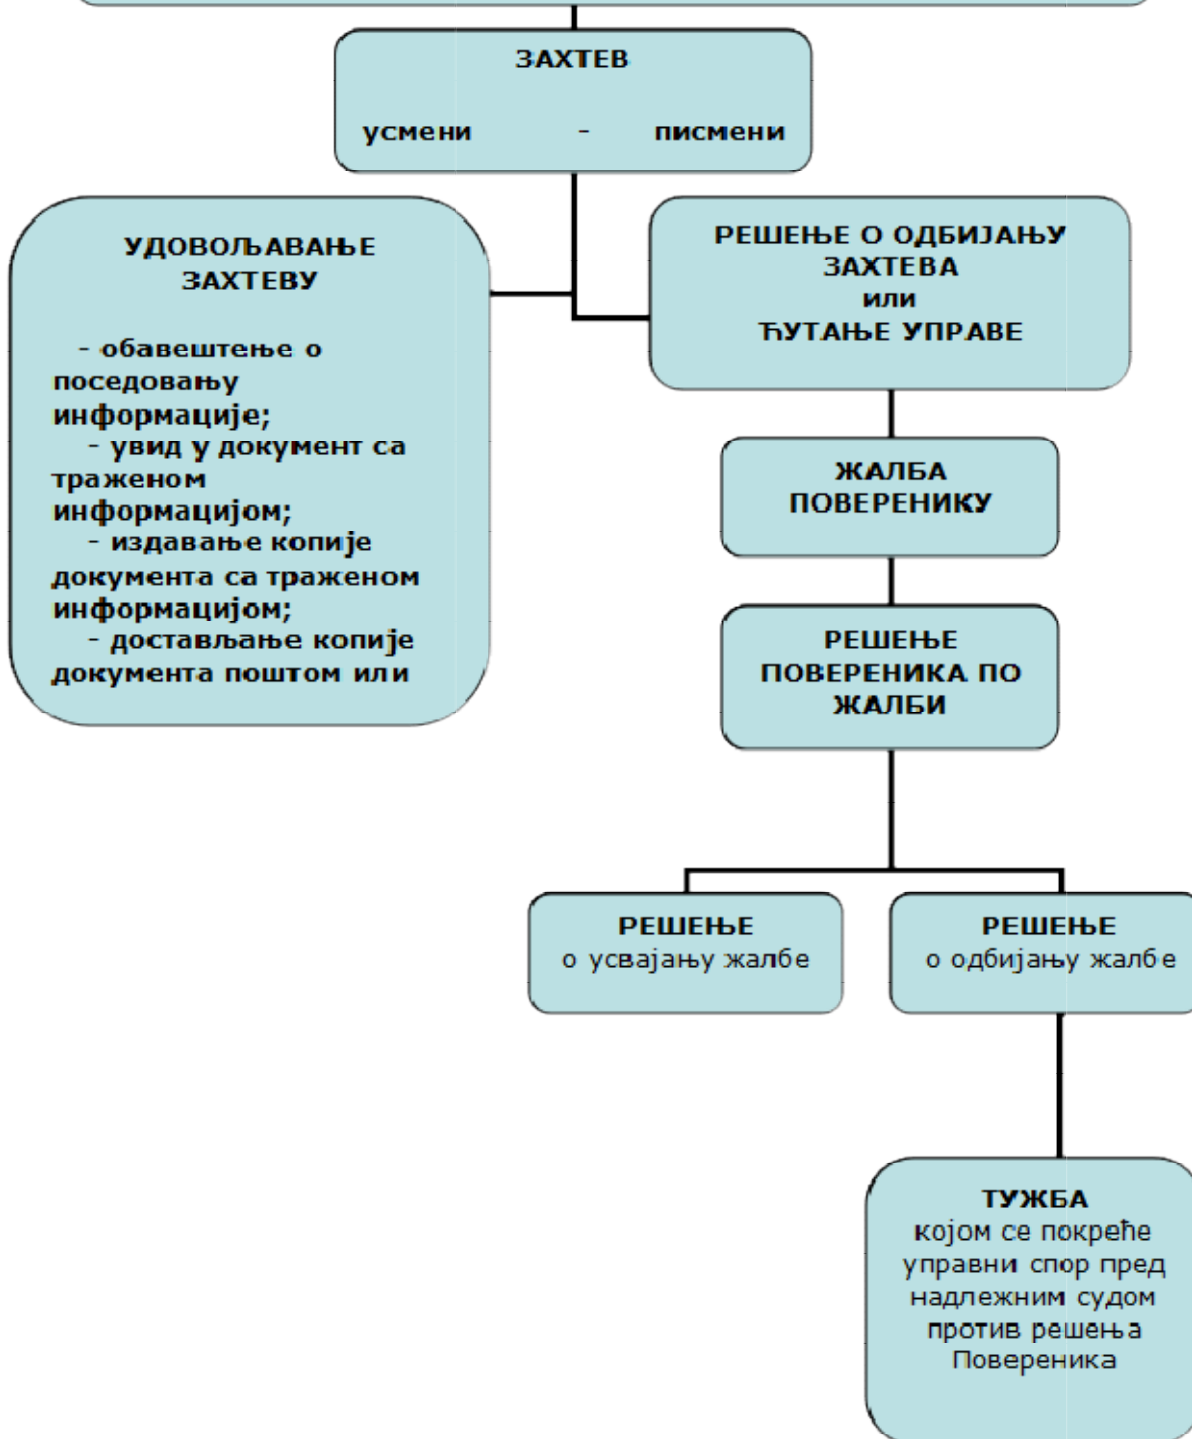 ЗАХТЕВ
усмени - писмени
УДОВОЉАВАЊЕ
ЗАХТЕВУ
- обавештење о
поседовању
информације;
- увид у документ са
траженом
информацијом;
- издавање копије
документа са траженом
информацијом;
- достављање копије
документа поштом или
РЕШЕЊЕ О ОДБИЈАЊУ
ЗАХТЕВА
или
ЋУТАЊЕ УПРАВЕ
ЖАЛБА
ПОВЕРЕНИКУ
РЕШЕЊЕ
ПОВЕРЕНИКА ПО
ЖАЛБИ
РЕШЕЊЕ
о усвајању жалбе
РЕШЕЊЕ
о одбијању жалбе
ТУЖБА
којом се покреће
управни спор пред
надлежним судом
против решења
Повереника